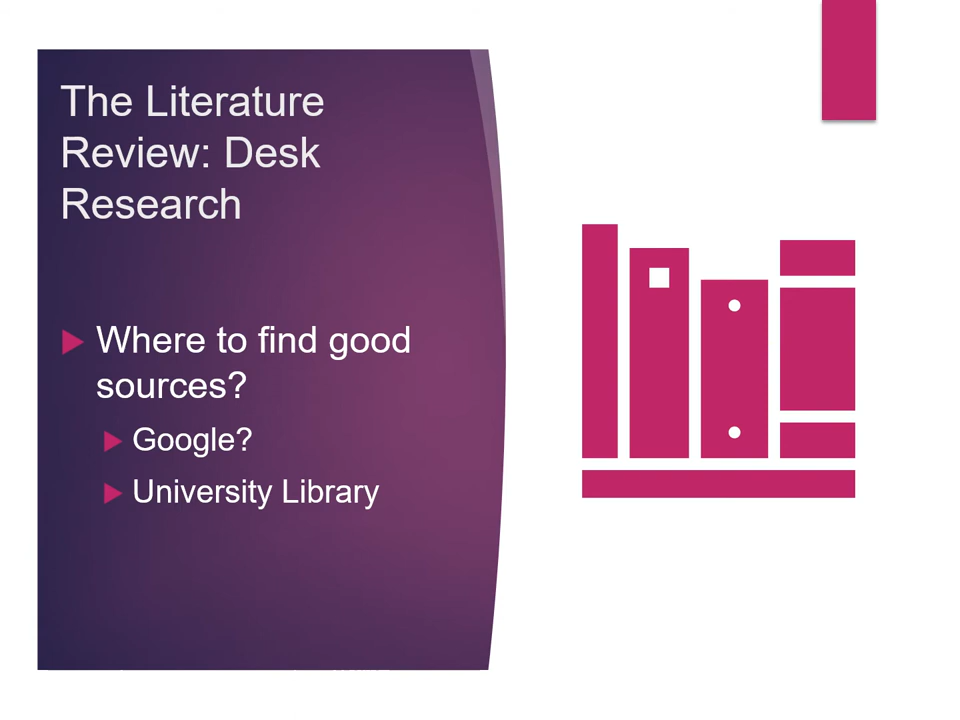 The Literature
Review: Desk
Research
Where to find good
sources?
Google?
University Library